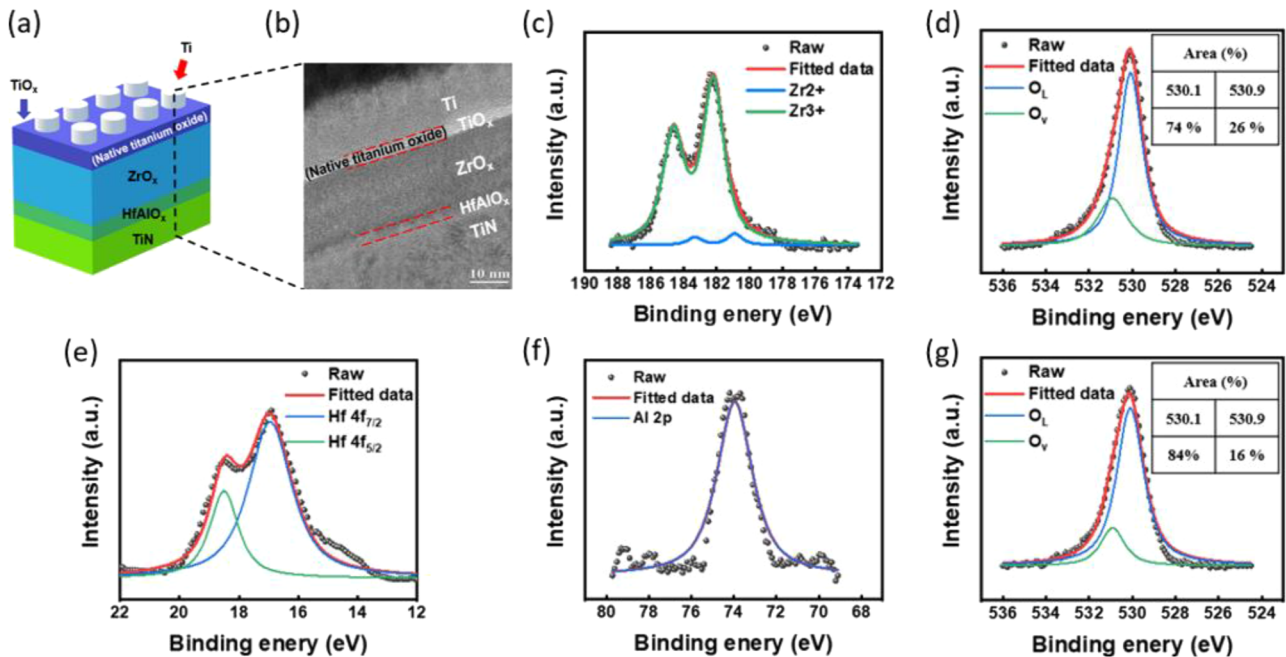 (a)
Ti
TiOx
(Native titanium oxide)
ZrOx
HfAlOx
TiN
(b)
Ti
TiOx
(Native titanium oxide)
ZrOx
HfAlOx
TiN
10 nm
(c)
Raw
Fitted data
Zr2+
Zr3+
Intensity (a.u.)
190 188 186 184 182 180 178 176 174 172
Binding enery (eV)
(d)
Raw
Fitted data
OL
Ov
Area (%)
530.1 530.9
74 % 26 %
Intensity (a.u.)
536 534 532 530 528 526 524
Binding enery (eV)
(e)
Raw
Fitted data
Hf 4f7/2
Hf 4f5/2
Intensity (a.u.)
22 20 18 16 14 12
Binding enery (eV)
(f)
Raw
Fitted data
Al 2p
Intensity (a.u.)
80 78 76 74 72 70 68
Binding enery (eV)
(g)
Raw
Fitted data
OL
Ov
Area (%)
530.1 530.9
84% 16 %
Intensity (a.u.)
536 534 532 530 528 526 524
Binding enery (eV)